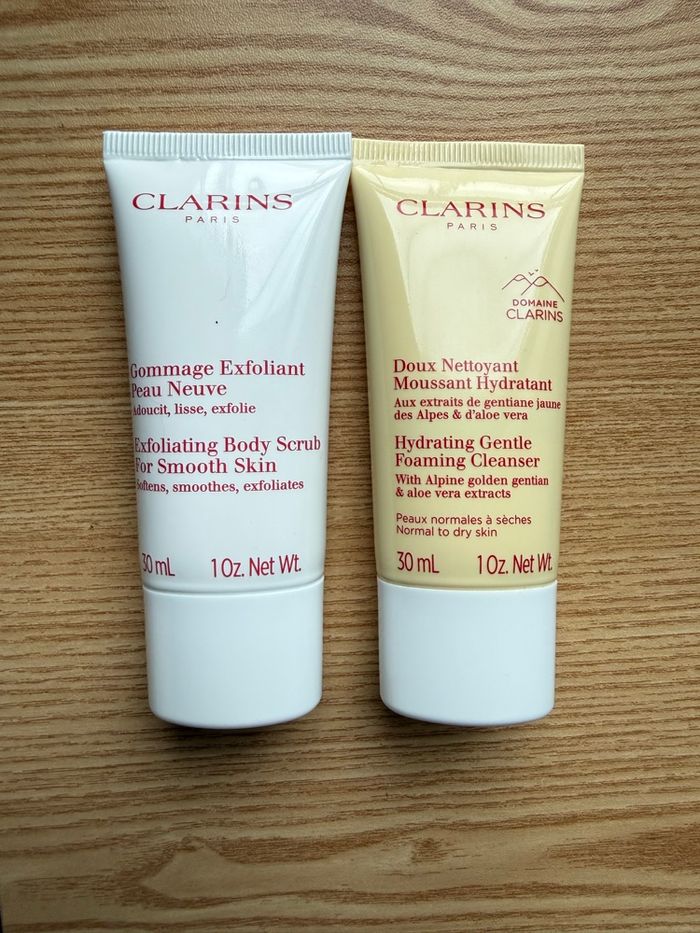 CLARINS
PARIS
Gommage Exfoliant
Peau Neuve
Adoucit, lisse, exfolie
Exfoliating Body Scrub
For Smooth Skin
Softens, smoothes, exfoliates
30 mL 1 Oz. Net Wt.
CLARINS
PARIS
DOMAINE
CLARINS
Doux Nettoyant
Moussant Hydratant
Aux extraits de gentiane jaune
des Alpes & d'aloe vera
Hydrating Gentle
Foaming Cleanser
With Alpine golden gentian
& aloe vera extracts
Peaux normales à sèches
Normal to dry skin
30 mL 1 Oz. Net Wt.